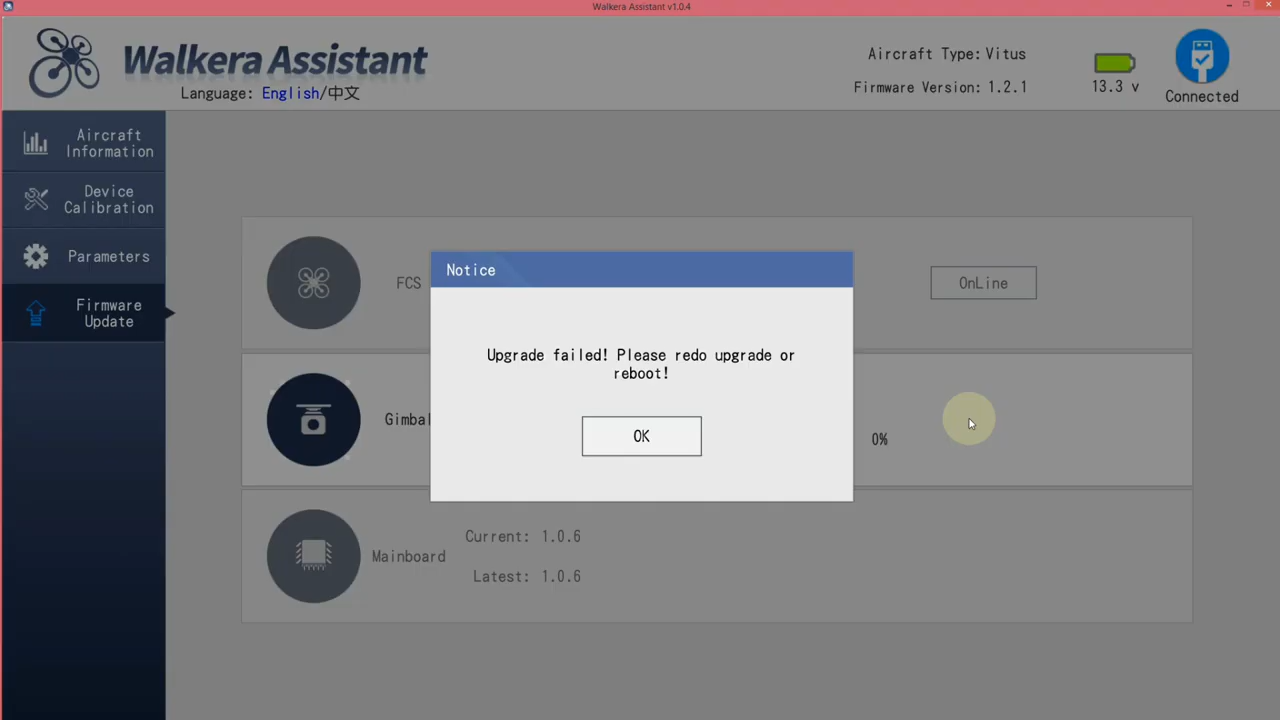 Walkera Assistant v1.0.4
Walkera Assistant
Language: English/中文
Aircraft Type: Vitus
Firmware Version: 1.2.1
13.3 v
Connected
Aircraft
Information
Device
Calibration
Parameters
Firmware
Update
FCS
OnLine
Notice
Upgrade failed! Please redo upgrade or
reboot!
OK
Gimbal
0%
Mainboard
Current: 1.0.6
Latest: 1.0.6